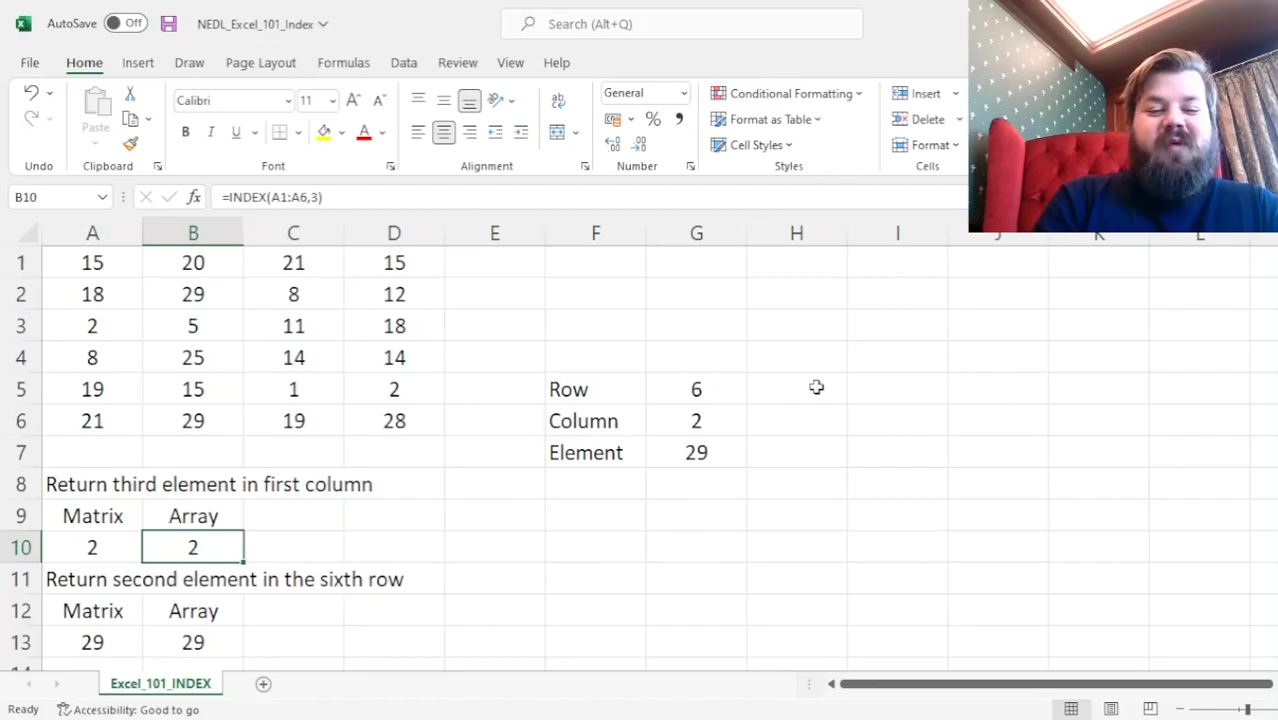 AutoSave Off NEDL_Excel_101_Index Search (Alt+Q)
File Home Insert Draw Page Layout Formulas Data Review View Help
Calibri 11 General Conditional Formatting Insert
Paste B I U A ab % Format as Table Delete
Cell Styles Format
Undo Clipboard Font Alignment Number Styles Cells
B10 fx =INDEX(A1:A6,3)
A B C D E F G H I J K L
1 15 20 21 15
2 18 29 8 12
3 2 5 11 18
4 8 25 14 14
5 19 15 1 2 Row 6
6 21 29 19 28 Column 2
7 Element 29
8 Return third element in first column
9 Matrix Array
10 2 2
11 Return second element in the sixth row
12 Matrix Array
13 29 29
14
Excel_101_INDEX
Ready Accessibility: Good to go